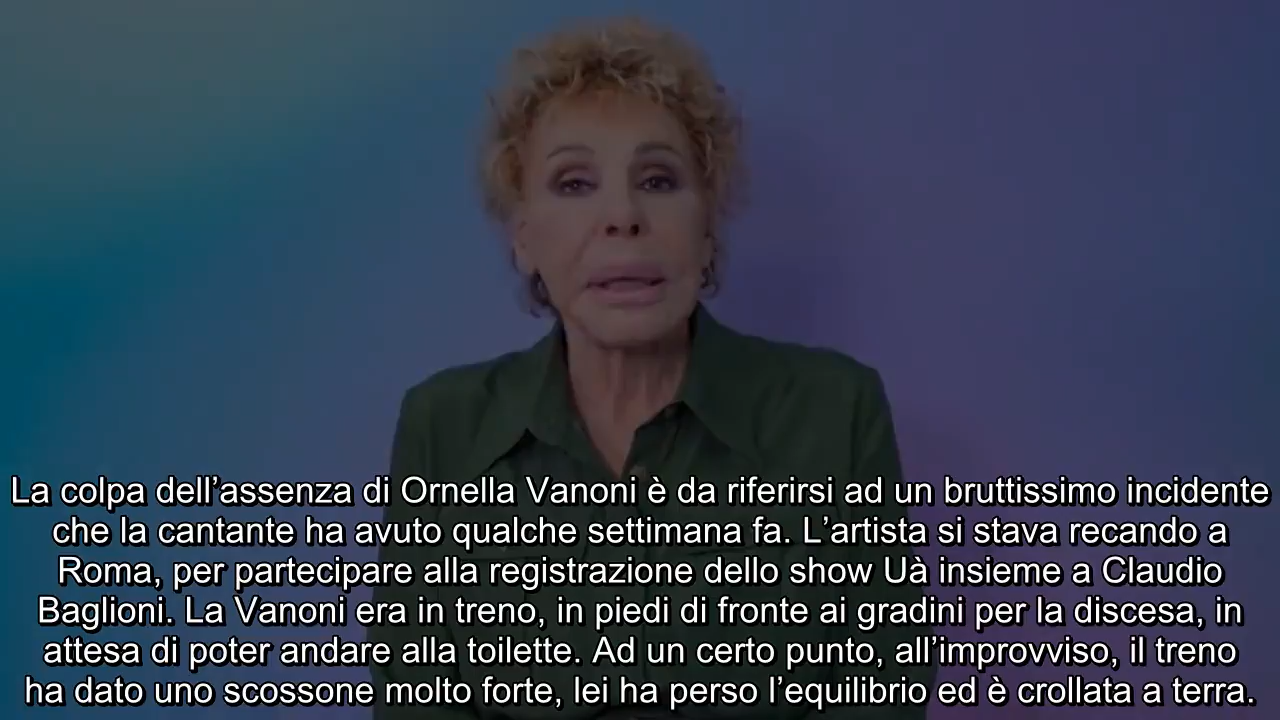 La colpa dell’assenza di Ornella Vanoni è da riferirsi ad un bruttissimo incidente
che la cantante ha avuto qualche settimana fa. L’artista si stava recando a
Roma, per partecipare alla registrazione dello show Uà insieme a Claudio
Baglioni. La Vanoni era in treno, in piedi di fronte ai gradini per la discesa, in
attesa di poter andare alla toilette. Ad un certo punto, all’improvviso, il treno
ha dato uno scossone molto forte, lei ha perso l’equilibrio ed è crollata a terra.